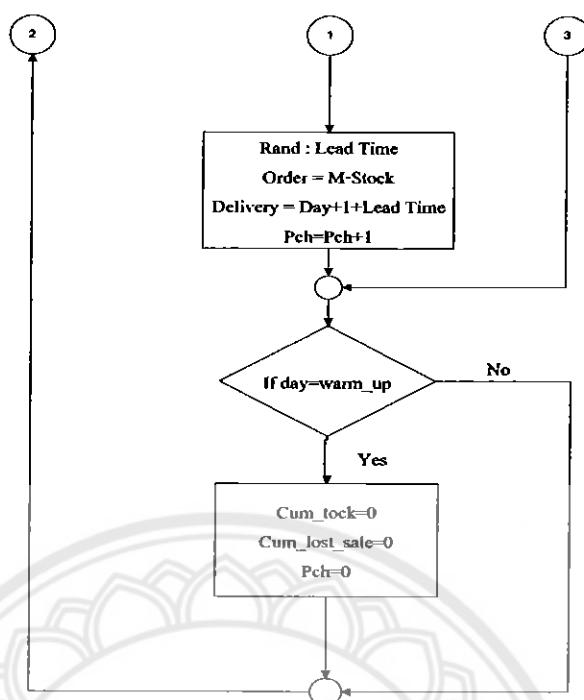 2
1
3
Rand : Lead Time
Order = M-Stock
Delivery = Day+1+Lead Time
Pch=Pch+1
If day=warm_up
No
Yes
Cum_tock=0
Cum_lost_sale=0
Pch=0